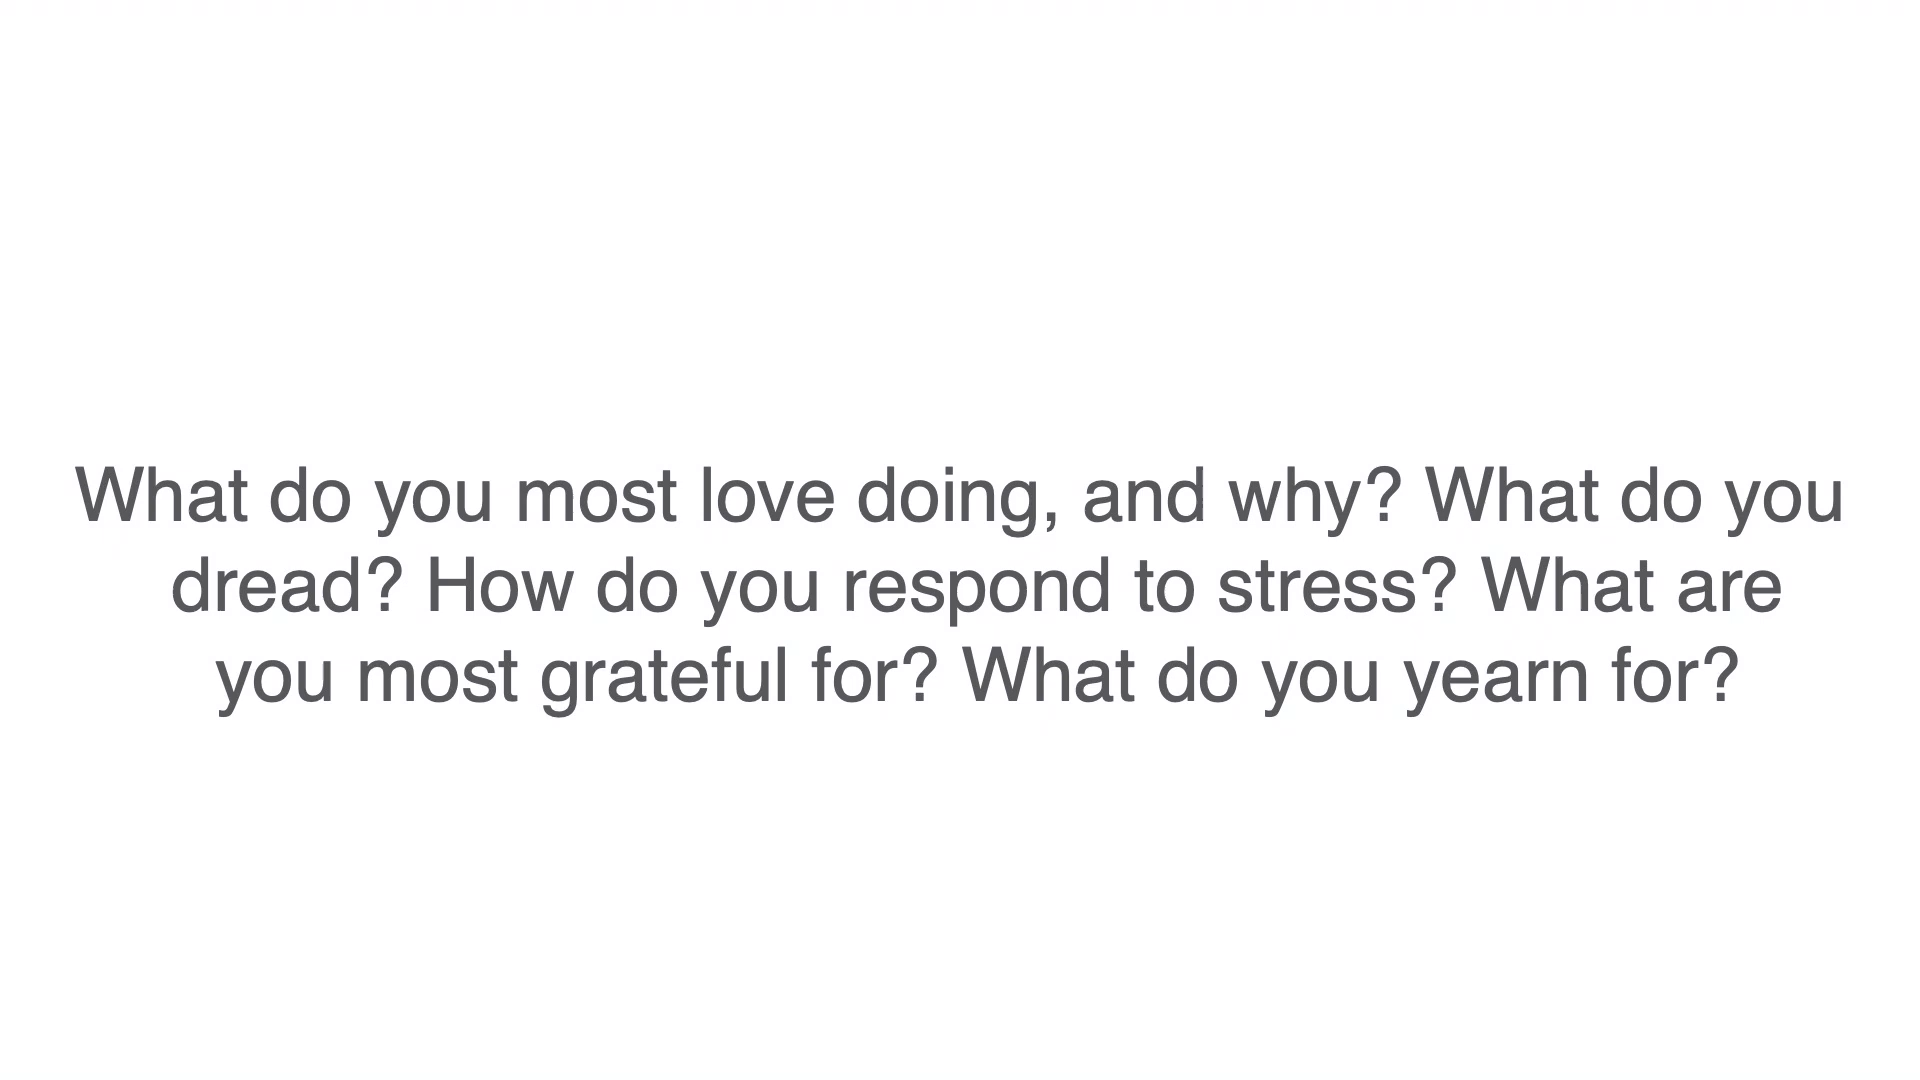 What do you most love doing, and why? What do you
dread? How do you respond to stress? What are
you most grateful for? What do you yearn for?